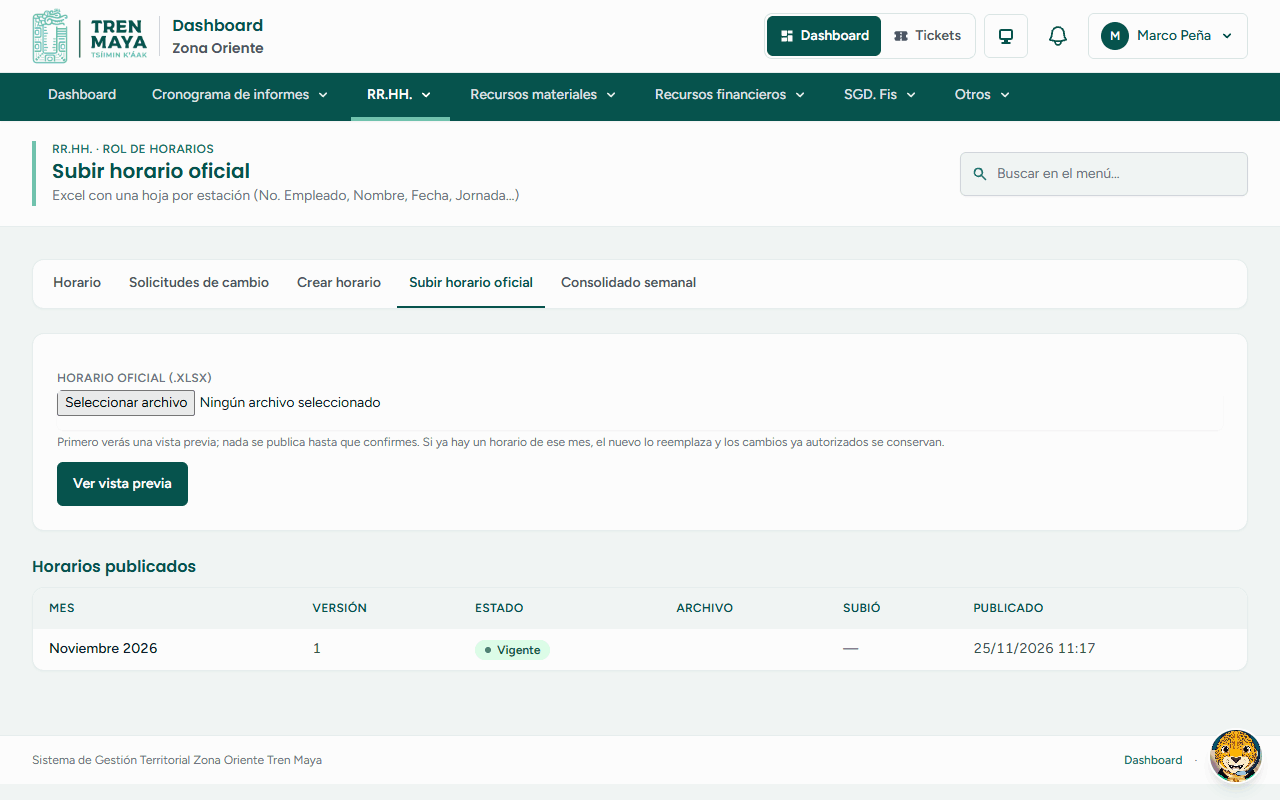 TREN
MAYA
TSÍIMIN K'ÁAK
Dashboard
Zona Oriente
Dashboard
Tickets
M
Marco Peña
Dashboard
Cronograma de informes
RR.HH.
Recursos materiales
Recursos financieros
SGD. Fis
Otros
RR.HH. · ROL DE HORARIOS
Subir horario oficial
Excel con una hoja por estación (No. Empleado, Nombre, Fecha, Jornada…)
Buscar en el menú…
Horario
Solicitudes de cambio
Crear horario
Subir horario oficial
Consolidado semanal
HORARIO OFICIAL (.XLSX)
Seleccionar archivo Ningún archivo seleccionado
Primero verás una vista previa; nada se publica hasta que confirmes. Si ya hay un horario de ese mes, el nuevo lo reemplaza y los cambios ya autorizados se conservan.
Ver vista previa
Horarios publicados
MES VERSIÓN ESTADO ARCHIVO SUBIÓ PUBLICADO
Noviembre 2026 1 Vigente — 25/11/2026 11:17
Sistema de Gestión Territorial Zona Oriente Tren Maya
Dashboard ·